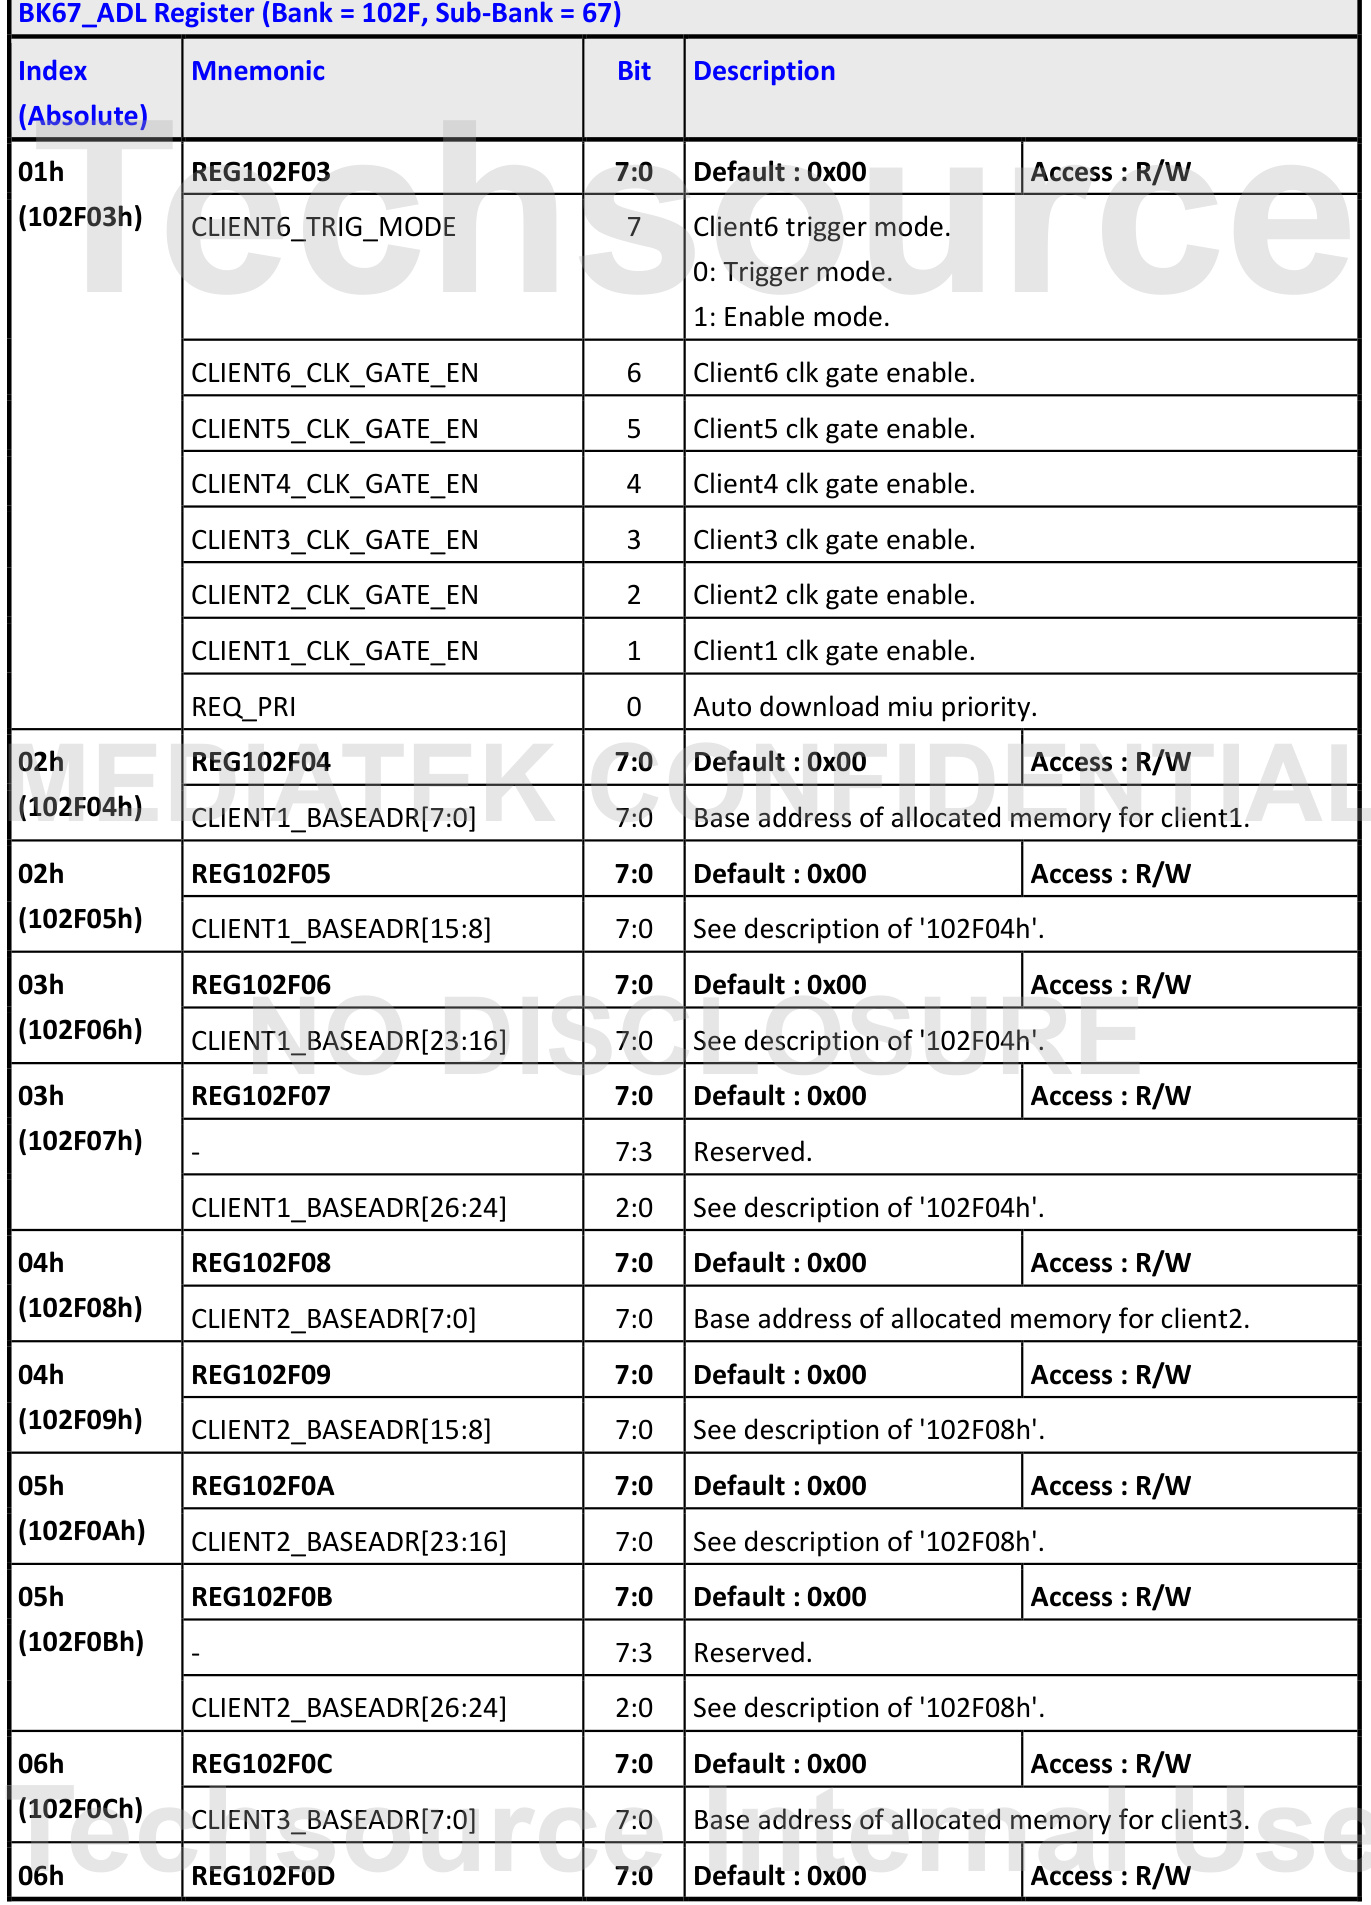 BK67_ADL Register (Bank = 102F, Sub-Bank = 67)
Index (Absolute) Mnemonic Bit Description
01h (102F03h) REG102F03 7:0 Default : 0x00 Access : R/W
CLIENT6_TRIG_MODE 7 Client6 trigger mode.
0: Trigger mode.
1: Enable mode.
CLIENT6_CLK_GATE_EN 6 Client6 clk gate enable.
CLIENT5_CLK_GATE_EN 5 Client5 clk gate enable.
CLIENT4_CLK_GATE_EN 4 Client4 clk gate enable.
CLIENT3_CLK_GATE_EN 3 Client3 clk gate enable.
CLIENT2_CLK_GATE_EN 2 Client2 clk gate enable.
CLIENT1_CLK_GATE_EN 1 Client1 clk gate enable.
REQ_PRI 0 Auto download miu priority.
02h (102F04h) REG102F04 7:0 Default : 0x00 Access : R/W
CLIENT1_BASEADR[7:0] 7:0 Base address of allocated memory for client1.
02h (102F05h) REG102F05 7:0 Default : 0x00 Access : R/W
CLIENT1_BASEADR[15:8] 7:0 See description of '102F04h'.
03h (102F06h) REG102F06 7:0 Default : 0x00 Access : R/W
CLIENT1_BASEADR[23:16] 7:0 See description of '102F04h'.
03h (102F07h) REG102F07 7:0 Default : 0x00 Access : R/W
- 7:3 Reserved.
CLIENT1_BASEADR[26:24] 2:0 See description of '102F04h'.
04h (102F08h) REG102F08 7:0 Default : 0x00 Access : R/W
CLIENT2_BASEADR[7:0] 7:0 Base address of allocated memory for client2.
04h (102F09h) REG102F09 7:0 Default : 0x00 Access : R/W
CLIENT2_BASEADR[15:8] 7:0 See description of '102F08h'.
05h (102F0Ah) REG102F0A 7:0 Default : 0x00 Access : R/W
CLIENT2_BASEADR[23:16] 7:0 See description of '102F08h'.
05h (102F0Bh) REG102F0B 7:0 Default : 0x00 Access : R/W
- 7:3 Reserved.
CLIENT2_BASEADR[26:24] 2:0 See description of '102F08h'.
06h (102F0Ch) REG102F0C 7:0 Default : 0x00 Access : R/W
CLIENT3_BASEADR[7:0] 7:0 Base address of allocated memory for client3.
06h REG102F0D 7:0 Default : 0x00 Access : R/W
Techsource
MEDIATEK CONFIDENTIAL
NO DISCLOSURE
Techsource Internal Use